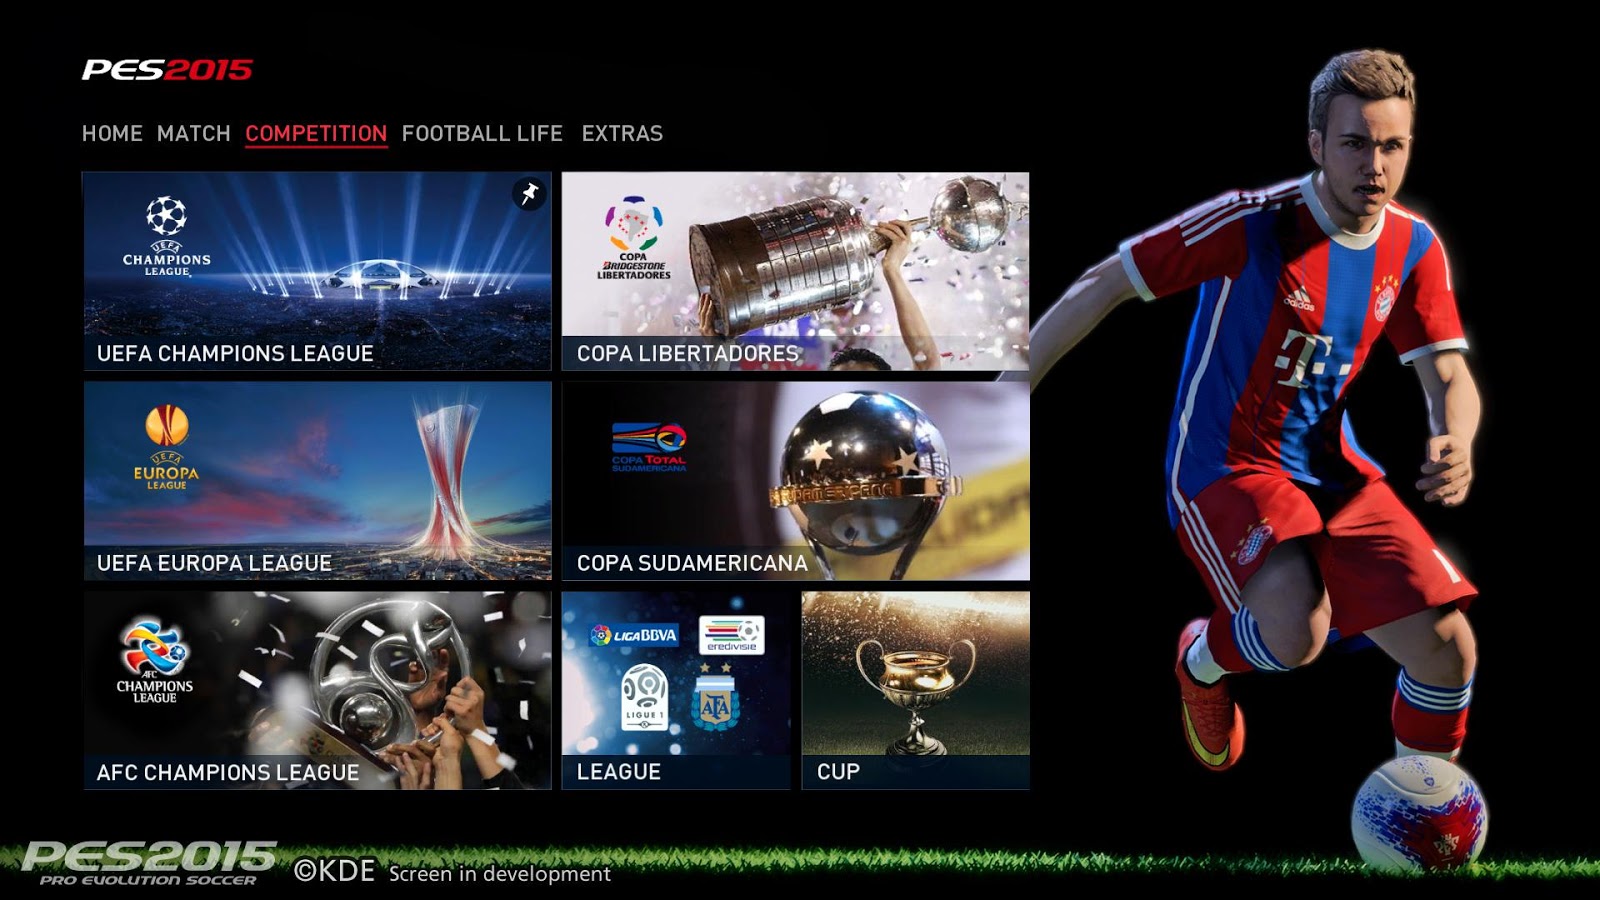 PES2015
HOME MATCH COMPETITION FOOTBALL LIFE EXTRAS
UEFA
CHAMPIONS
LEAGUE
UEFA CHAMPIONS LEAGUE
COPA
BRIDGESTONE
LIBERTADORES
COPA LIBERTADORES
UEFA
EUROPA
LEAGUE
UEFA EUROPA LEAGUE
COPA TOTAL
SUDAMERICANA
SUDAMERICANA
COPA SUDAMERICANA
AFC
CHAMPIONS
LEAGUE
AFC CHAMPIONS LEAGUE
LIGA BBVA
eredivisie
LIGUE 1
AFA
LEAGUE
CUP
adidas
T
PES2015
PRO EVOLUTION SOCCER
©KDE Screen in development